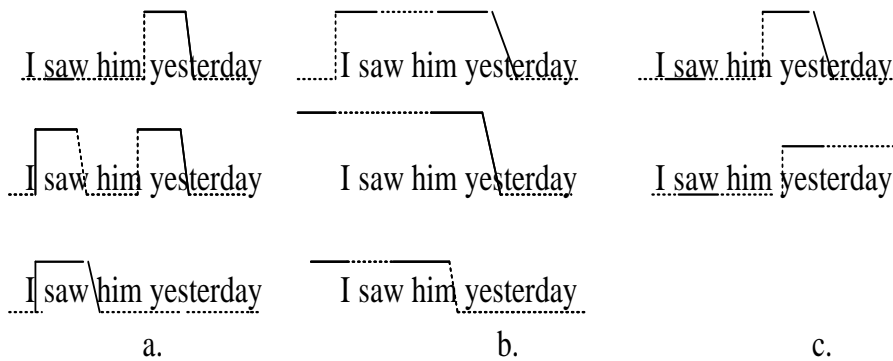 I saw him yesterday I saw him yesterday I saw him yesterday
I saw him yesterday I saw him yesterday I saw him yesterday
I saw him yesterday I saw him yesterday
a. b. c.